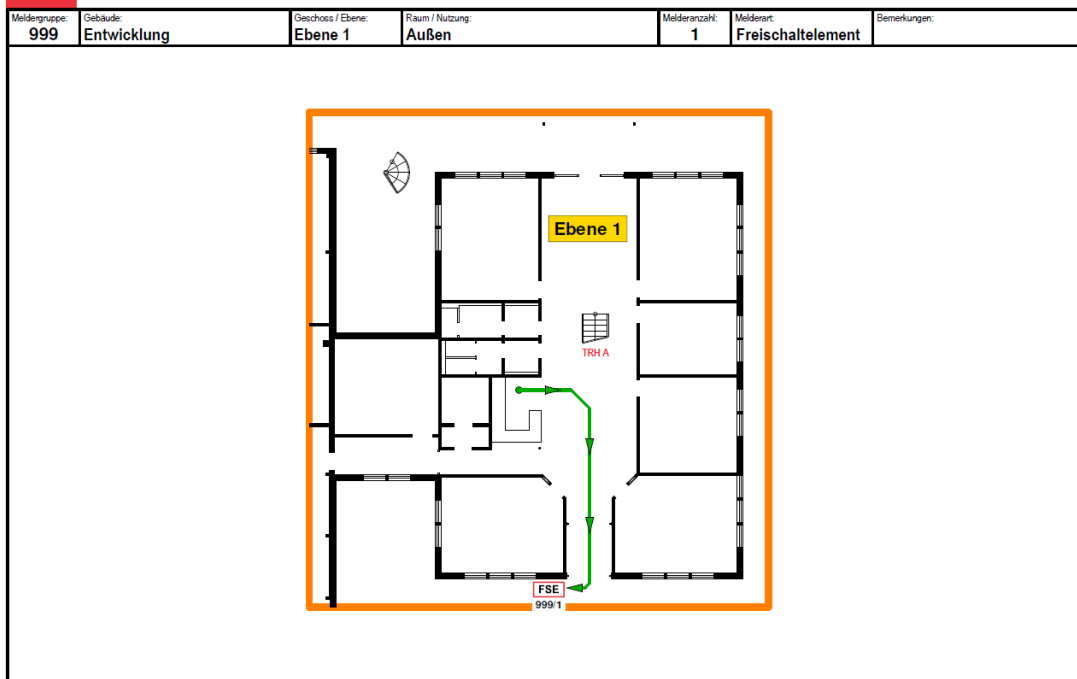 Meldergruppe: Gebäude: Geschoss / Ebene: Raum / Nutzung: Melderanzahl: Melderart: Bemerkungen:
999 Entwicklung Ebene 1 Außen 1 Freischaltelement
Ebene 1
TRH A
FSE
999/1